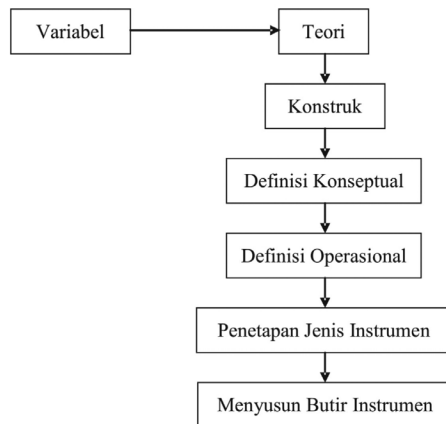 Variabel
Teori
Konstruk
Definisi Konseptual
Definisi Operasional
Penetapan Jenis Instrumen
Menyusun Butir Instrumen